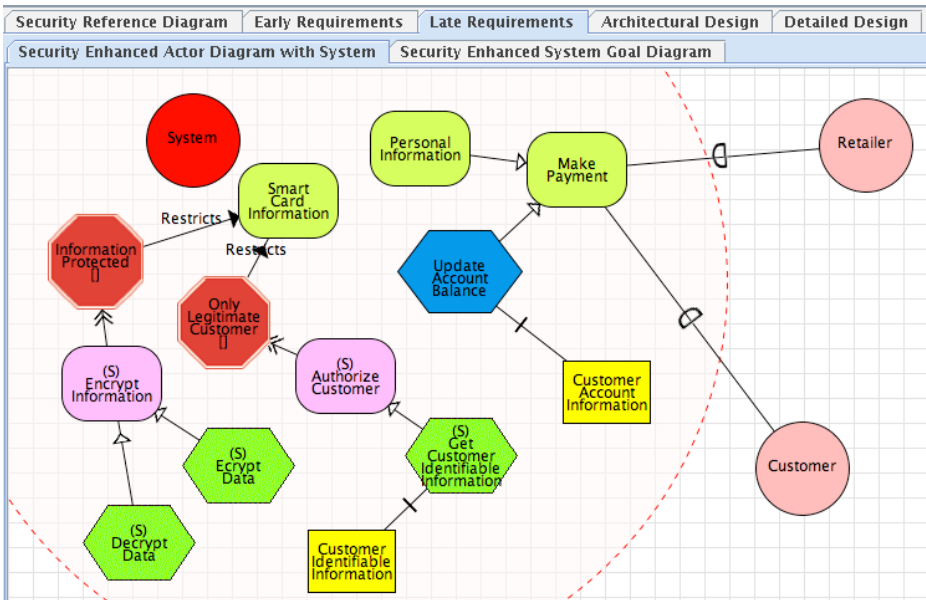 Security Reference Diagram
Early Requirements
Late Requirements
Architectural Design
Detailed Design
Security Enhanced Actor Diagram with System
Security Enhanced System Goal Diagram
System
Personal
Information
Make
Payment
Retailer
Smart
Card
Information
Restricts
Restricts
Information
Protected
[]
Only
Legitimate
Customer
[]
Update
Account
Balance
(S)
Encrypt
Information
(S)
Authorize
Customer
Customer
Account
Information
(S)
Ecrypt
Data
(S)
Get
Customer
Identifiable
Information
Customer
(S)
Decrypt
Data
Customer
Identifiable
Information